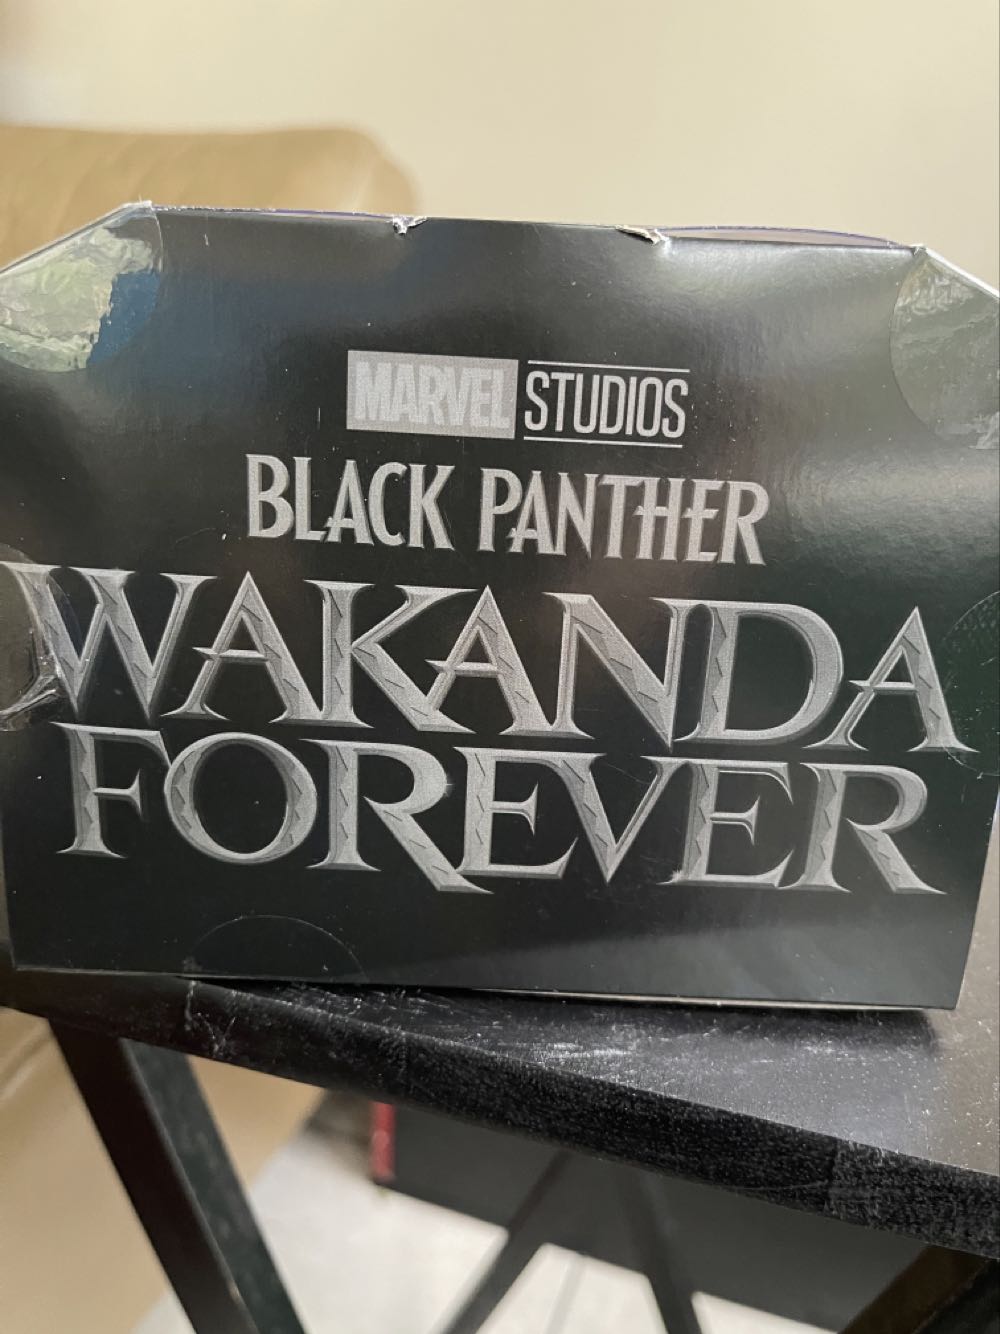 MARVEL STUDIOS
BLACK PANTHER
WAKANDA
FOREVER